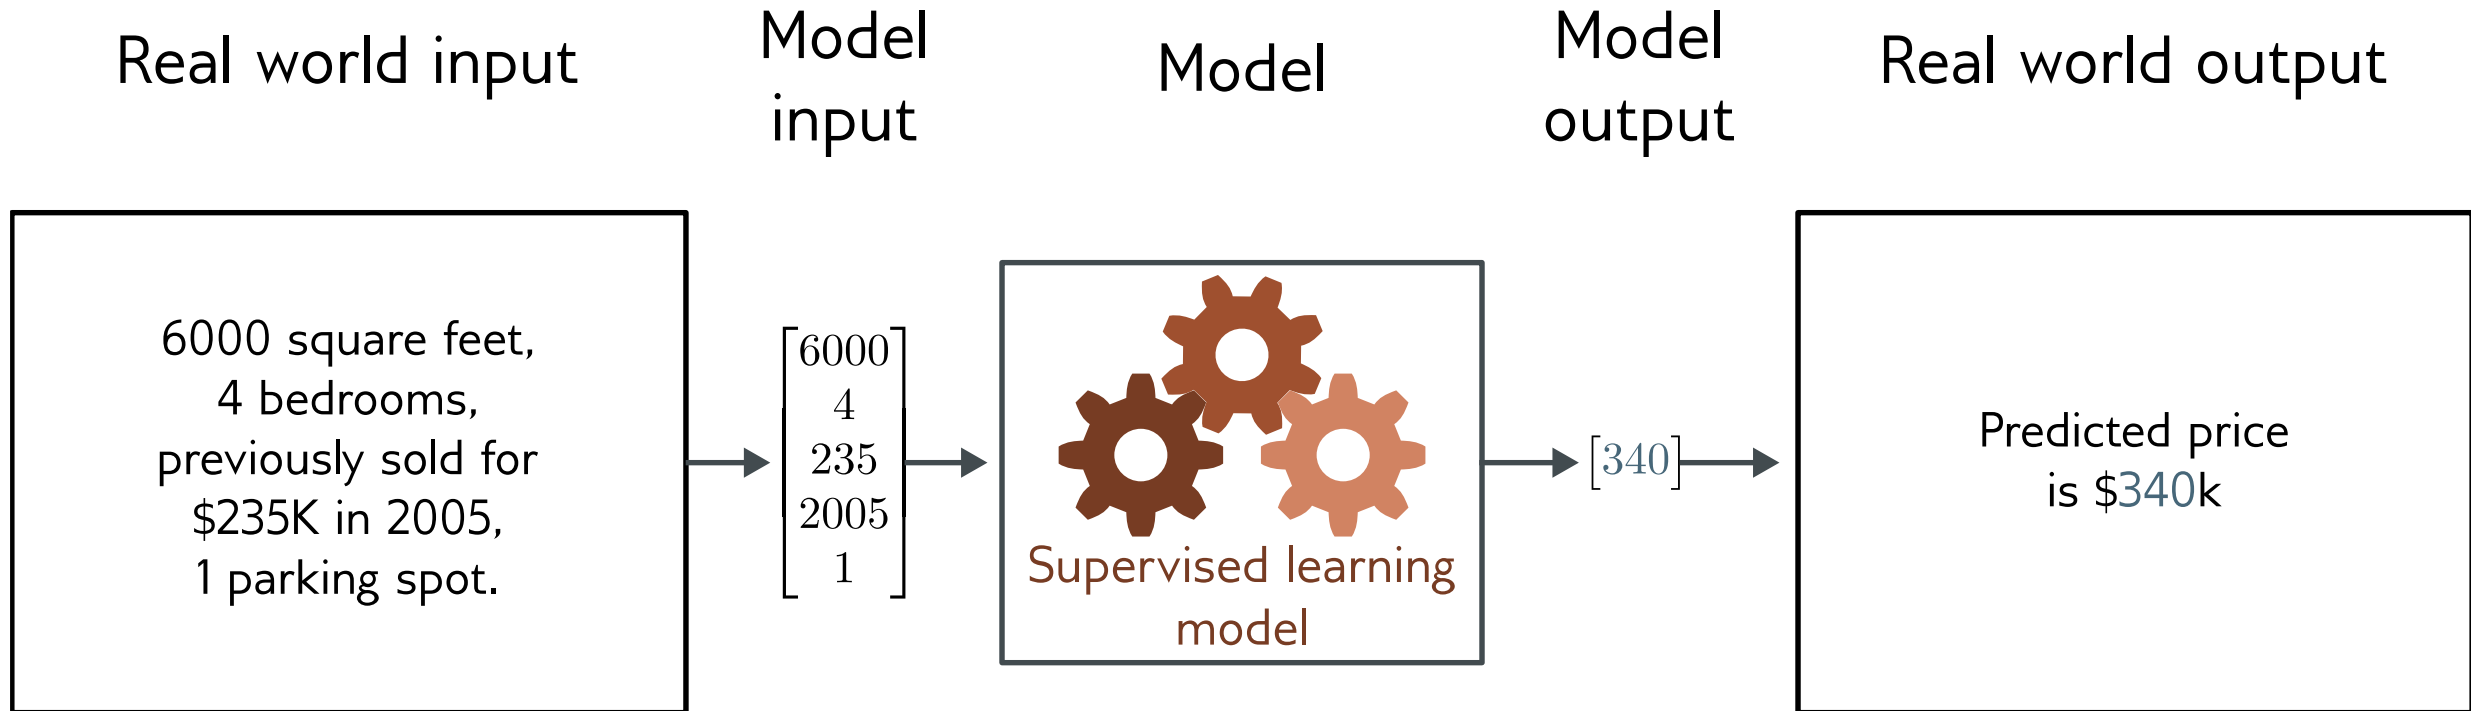 Real world input
Model
input
Model
Model
output
Real world output
6000 square feet,
4 bedrooms,
previously sold for
$235K in 2005,
1 parking spot.
6000
4
235
2005
1
Supervised learning
model
[340]
Predicted price
is $340k